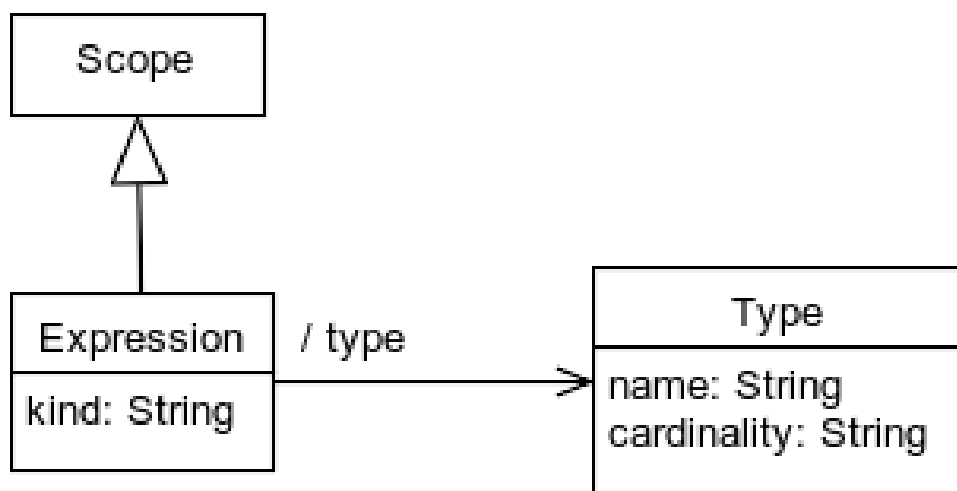 Scope
Expression
/ type
kind: String
Type
name: String
cardinality: String